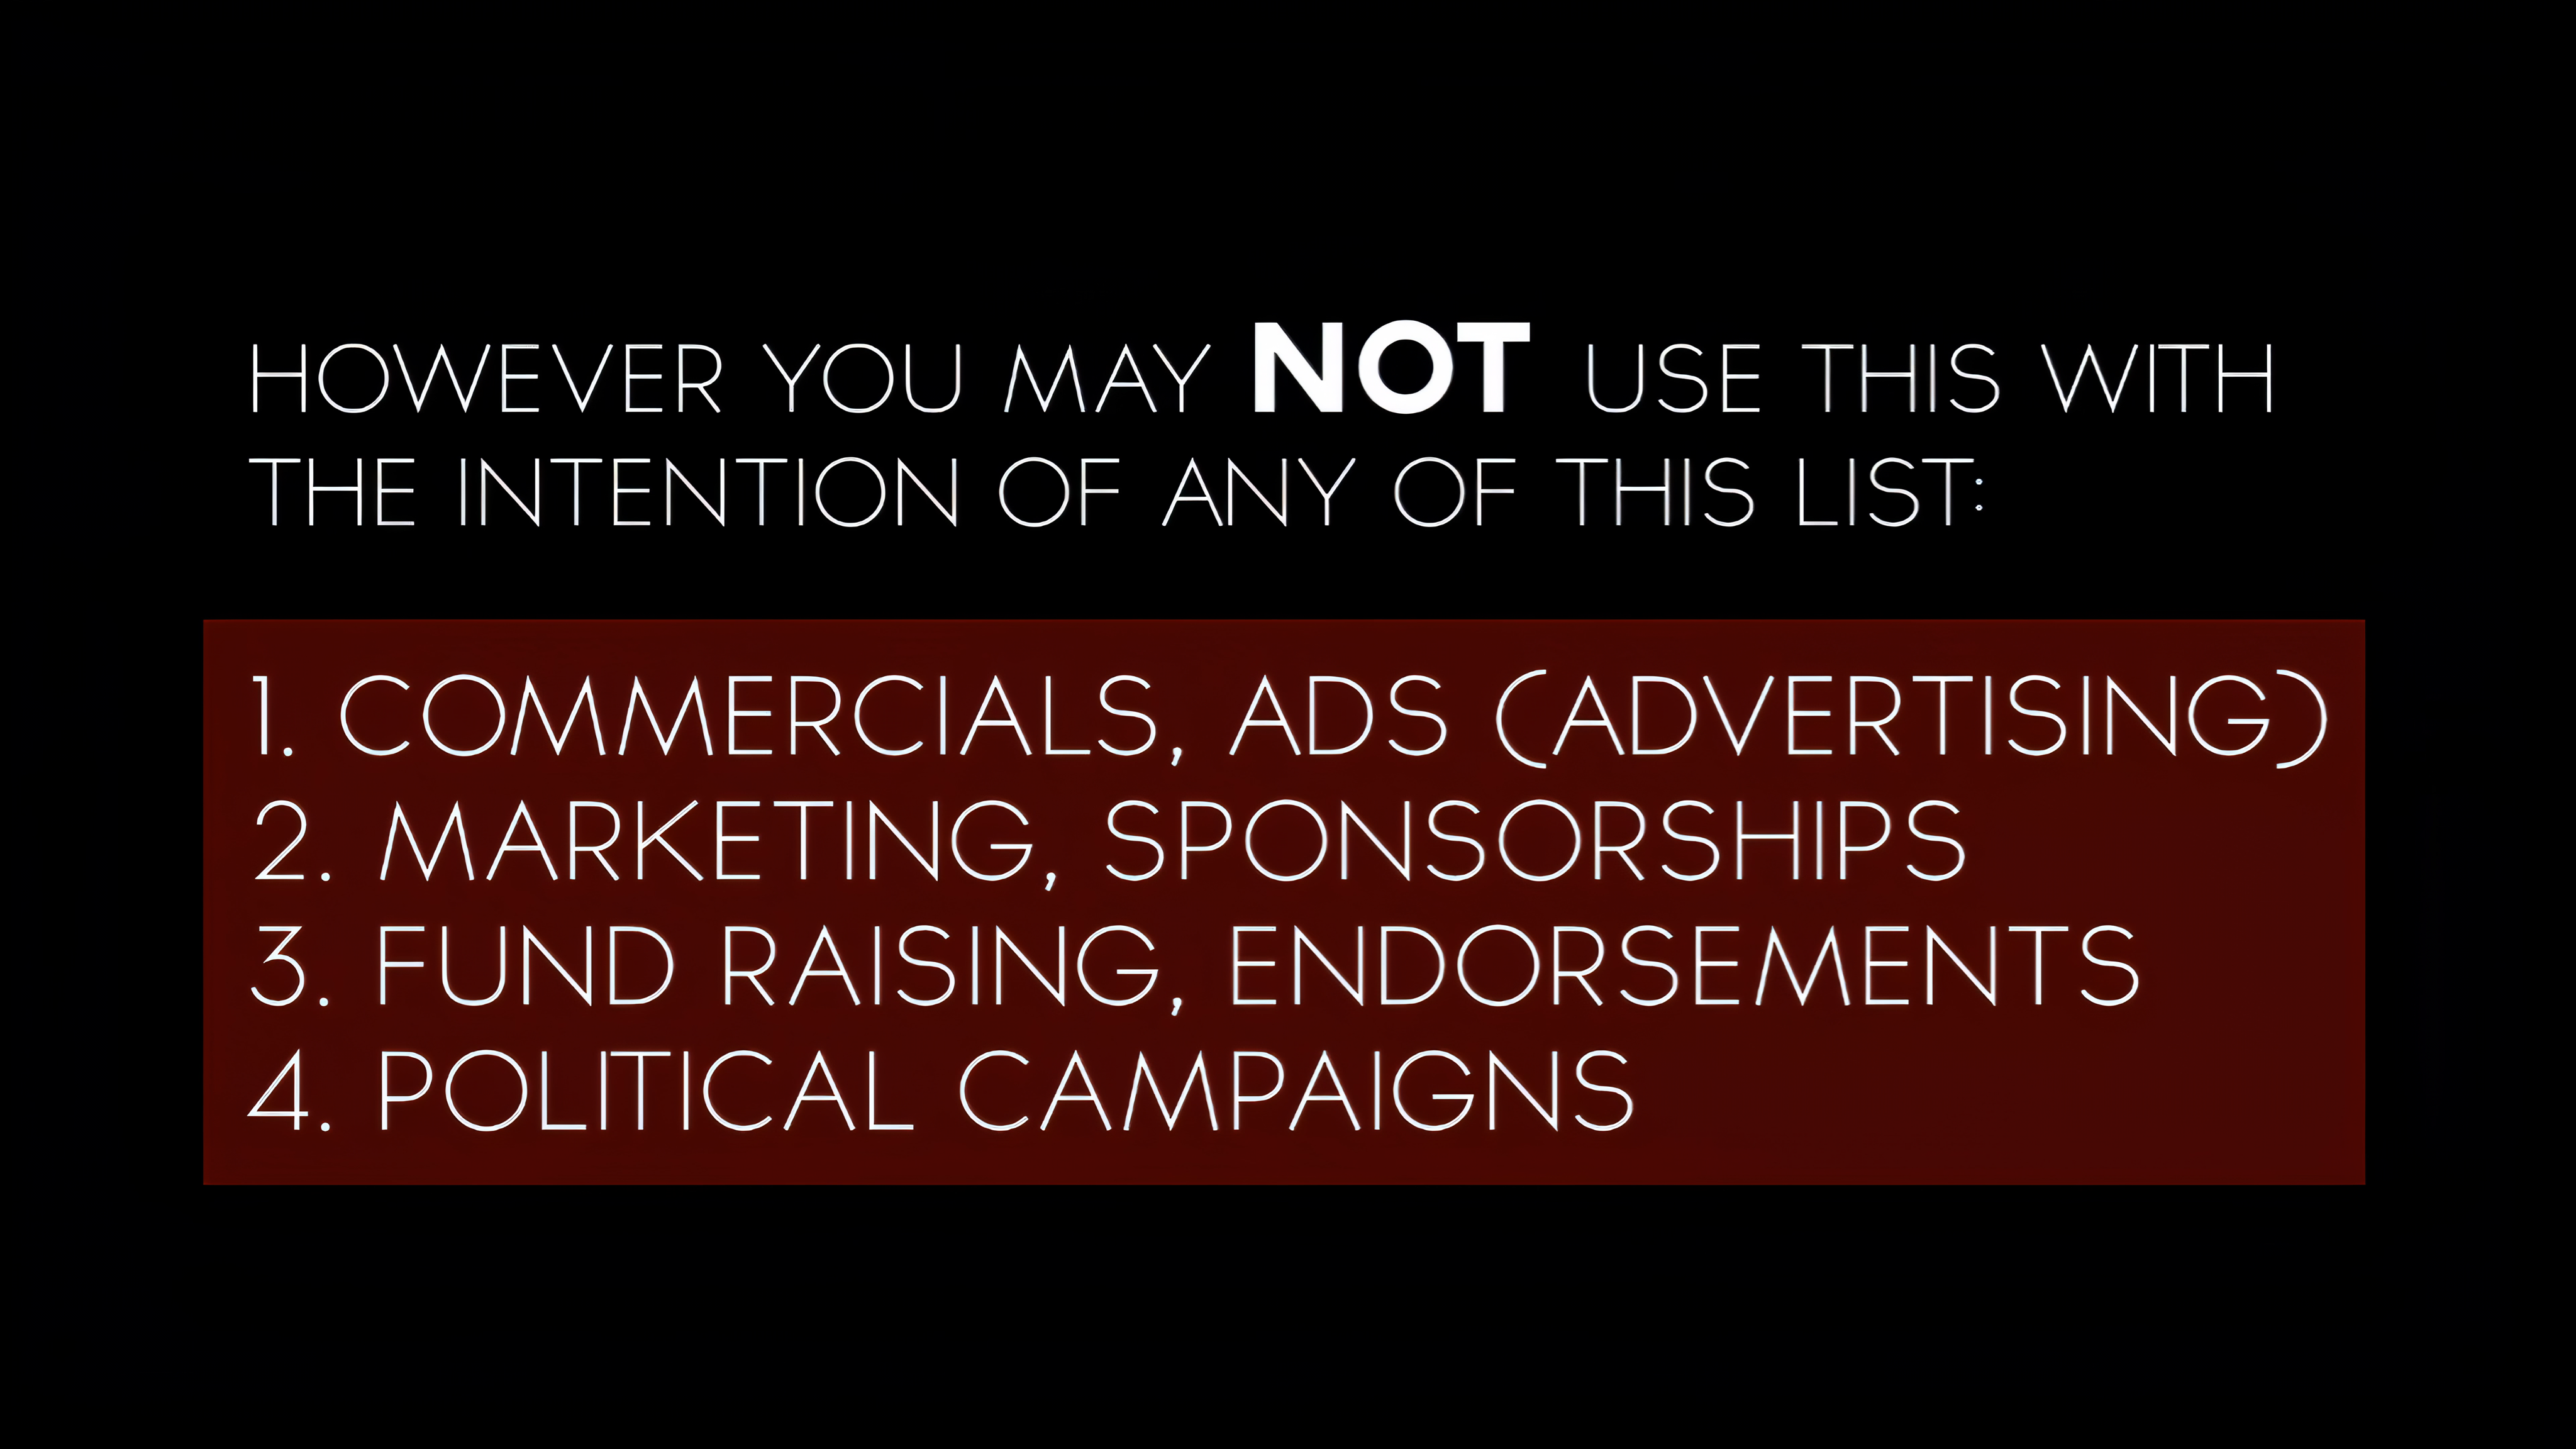 HOWEVER YOU MAY NOT USE THIS WITH
THE INTENTION OF ANY OF THIS LIST:
1. COMMERCIALS, ADS (ADVERTISING)
2. MARKETING, SPONSORSHIPS
3. FUND RAISING, ENDORSEMENTS
4. POLITICAL CAMPAIGNS